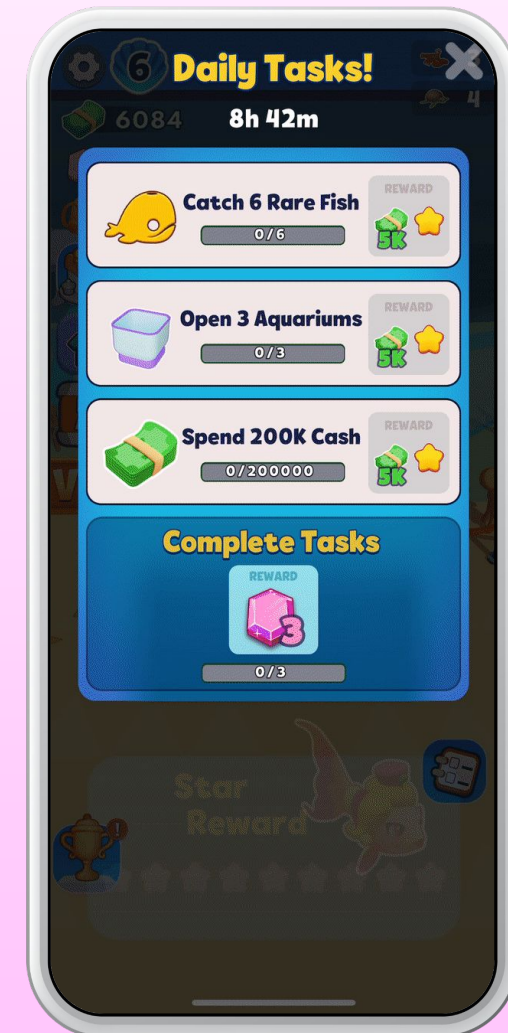 6 Daily Tasks!
6084 8h 42m 4
Catch 6 Rare Fish
REWARD
0/6
5K
Open 3 Aquariums
REWARD
0/3
5K
Spend 200K Cash
REWARD
0/200000
5K
Complete Tasks
REWARD
3
0/3
Star
Reward
!